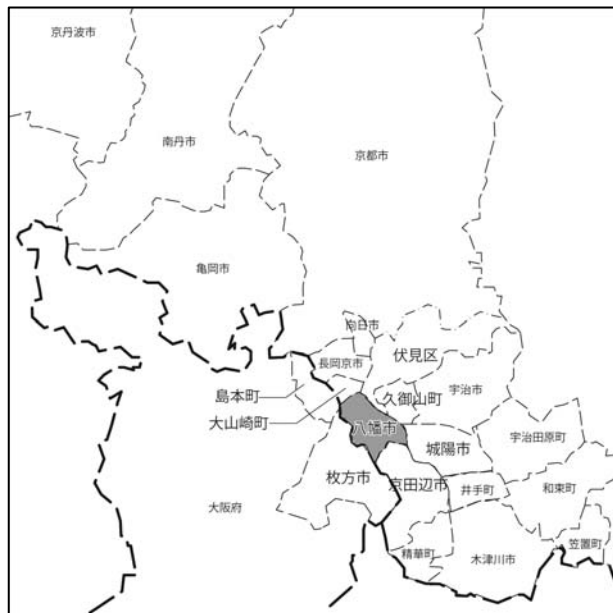 京丹波市
南丹市
京都市
亀岡市
向日市
伏見区
長岡京市
島本町
久御山町
宇治市
大山崎町
八幡市
城陽市
宇治田原町
枚方市
京田辺市
井手町
和束町
大阪府
精華町
木津川市
笠置町